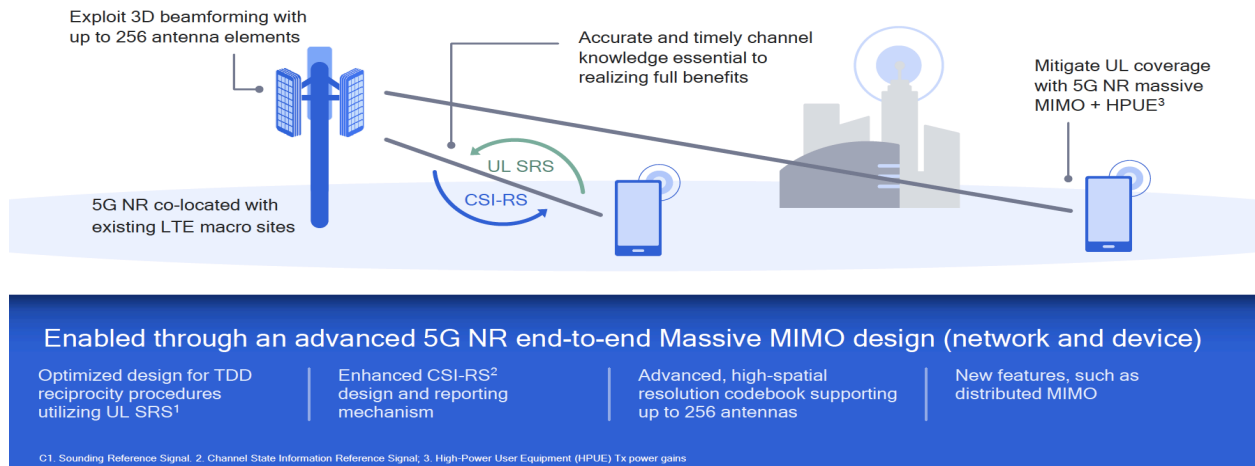 Exploit 3D beamforming with
up to 256 antenna elements
Accurate and timely channel
knowledge essential to
realizing full benefits
Mitigate UL coverage
with 5G NR massive
MIMO + HPUE³
UL SRS
CSI-RS
5G NR co-located with
existing LTE macro sites
Enabled through an advanced 5G NR end-to-end Massive MIMO design (network and device)
Optimized design for TDD
reciprocity procedures
utilizing UL SRS¹
Enhanced CSI-RS²
design and reporting
mechanism
Advanced, high-spatial
resolution codebook supporting
up to 256 antennas
New features, such as
distributed MIMO
C1. Sounding Reference Signal. 2. Channel State Information Reference Signal; 3. High-Power User Equipment (HPUE) Tx power gains